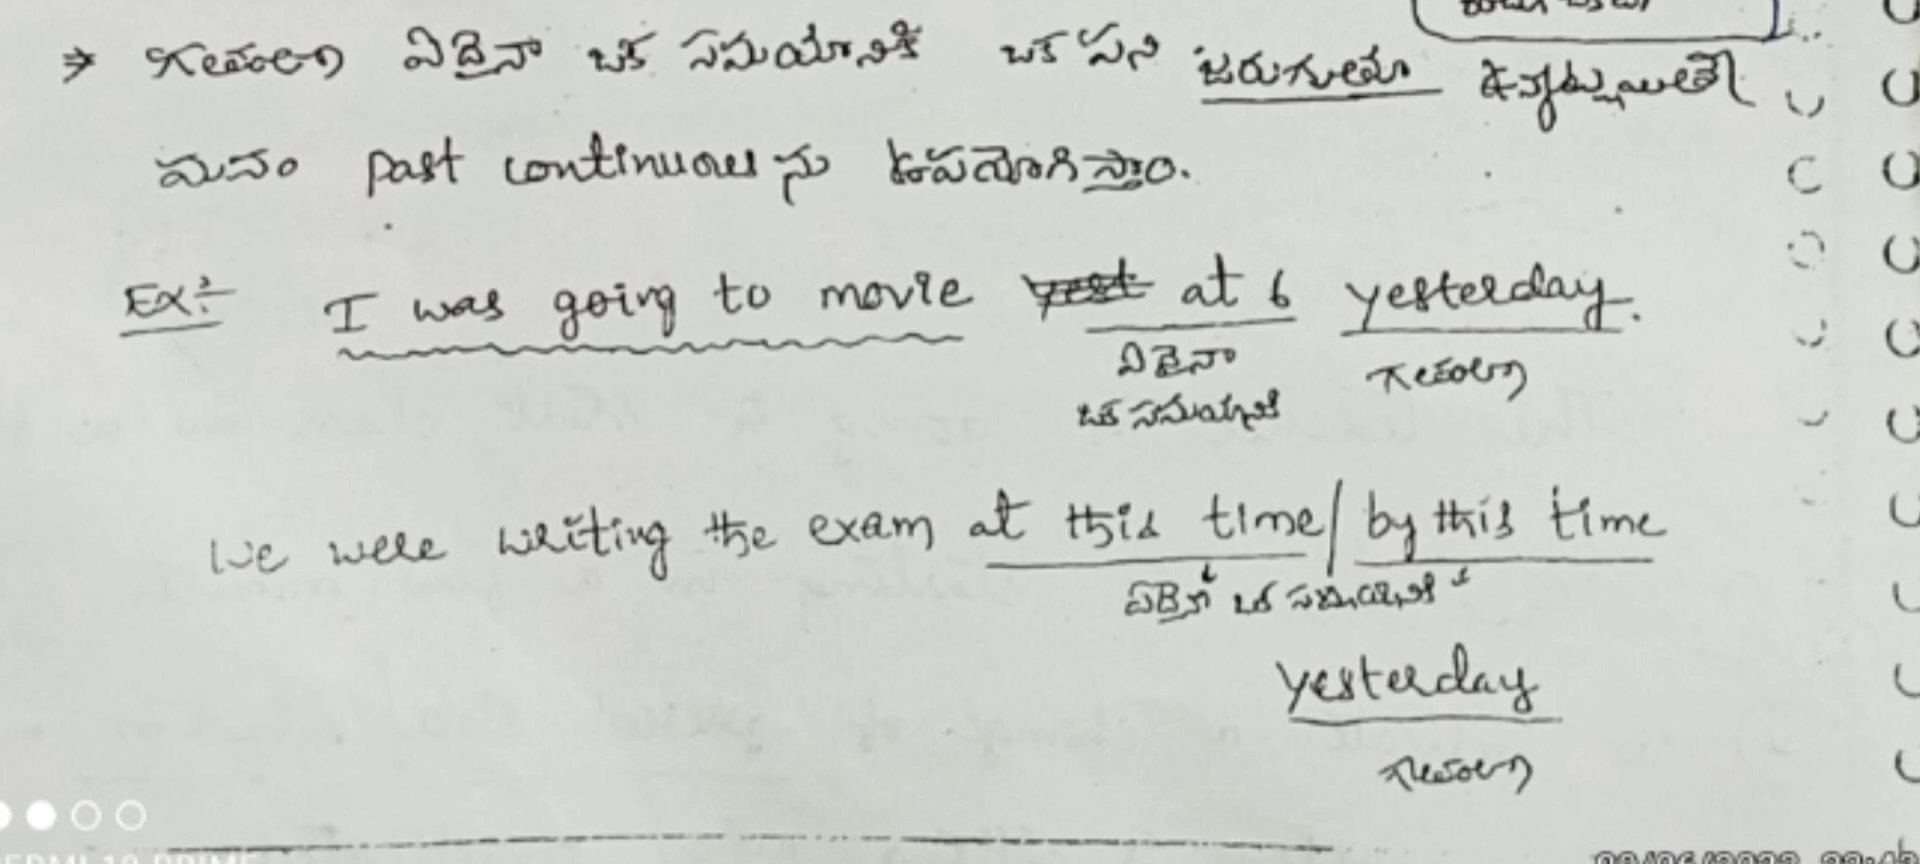 → గతంలో ఏదైనా ఒక సమయానికి ఒక పని జరుగుతూ ఉన్నట్లయితే
మనం past continuous ను ఉపయోగిస్తాం.
Ex:- I was going to movie yest at 6 yesterday.
ఏదైనా గతంలో
ఒక సమయానికి
We were writing the exam at this time/by this time
ఏదైనా ఒక సమయానికి
yesterday
గతంలో